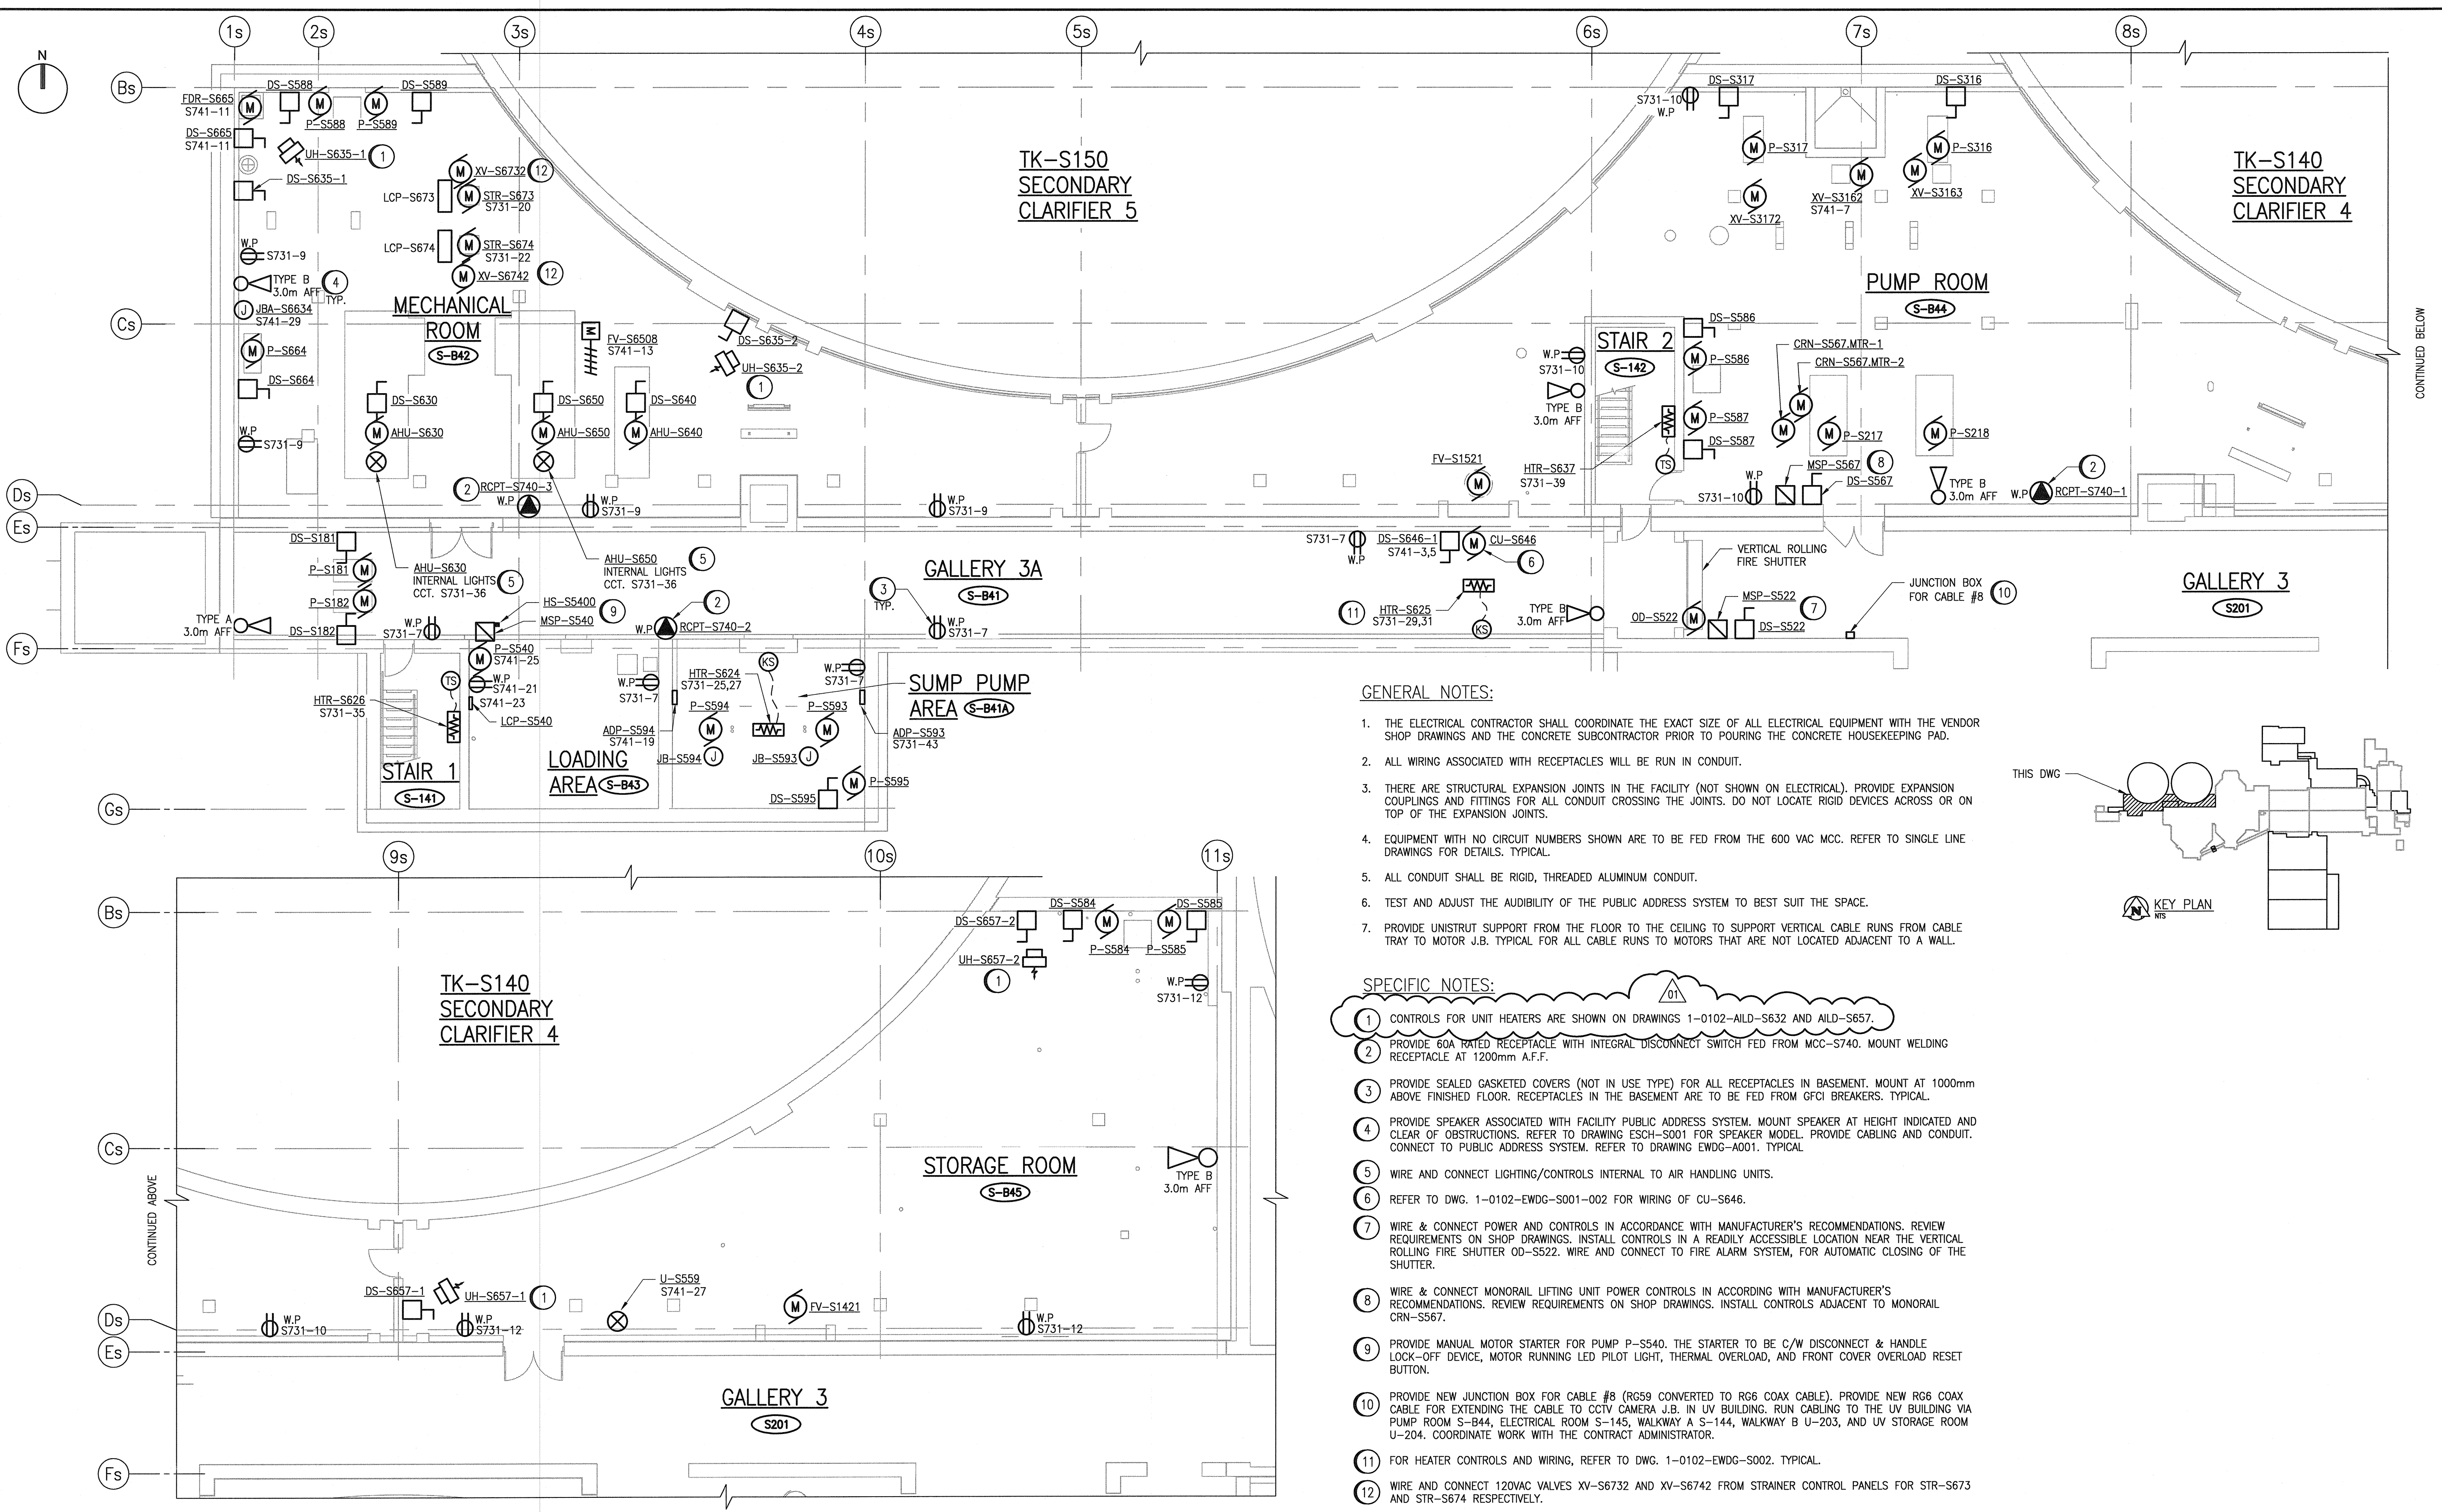 1s
2s
3s
4s
5s
6s
7s
8s
N
Bs
Cs
Ds
Es
Fs
Gs
FDR-S665
S741-11
DS-S588
P-S588
P-S589
DS-S589
DS-S665
S741-11
UH-S635-1
1
DS-S635-1
XV-S6732
12
LCP-S673
STR-S673
S731-20
LCP-S674
STR-S674
S731-22
XV-S6742
12
W.P
S731-9
TYPE B
3.0m AFF
4
TYP.
J
JBA-S6634
S741-29
MECHANICAL
ROOM
S-B42
P-S664
DS-S664
DS-S630
AHU-S630
W.P
S731-9
FV-S6508
S741-13
DS-S650
AHU-S650
DS-S640
AHU-S640
DS-S635-2
UH-S635-2
1
2
RCPT-S740-3
W.P
W.P
S731-9
W.P
S731-9
TK-S150
SECONDARY
CLARIFIER 5
DS-S317
S731-10
W.P
DS-S316
P-S317
P-S316
XV-S3172
XV-S3162
S741-7
XV-S3163
TK-S140
SECONDARY
CLARIFIER 4
PUMP ROOM
S-B44
CONTINUED BELOW
STAIR 2
S-142
W.P
S731-10
TYPE B
3.0m AFF
DS-S586
P-S586
P-S587
DS-S587
CRN-S567.MTR-1
CRN-S567.MTR-2
P-S217
P-S218
FV-S1521
HTR-S637
S731-39
TS
W.P
S731-10
MSP-S567
8
DS-S567
TYPE B
3.0m AFF
W.P
RCPT-S740-1
2
DS-S181
P-S181
P-S182
DS-S182
TYPE A
3.0m AFF
AHU-S630
INTERNAL LIGHTS
CCT. S731-36
5
AHU-S650
INTERNAL LIGHTS
CCT. S731-36
5
HS-S5400
MSP-S540
9
W.P
S731-7
2
W.P
RCPT-S740-2
GALLERY 3A
S-B41
3
TYP.
W.P
S731-7
S731-7
W.P
DS-S646-1
S741-3,5
CU-S646
6
11
HTR-S625
S731-29,31
KS
TYPE B
3.0m AFF
VERTICAL ROLLING
FIRE SHUTTER
OD-S522
MSP-S522
7
DS-S522
JUNCTION BOX
FOR CABLE #8
10
GALLERY 3
S201
P-S540
S741-25
W.P
S741-21
S741-23
LCP-S540
TS
HTR-S626
S731-35
STAIR 1
S-141
LOADING
AREA
S-B43
W.P
S731-7
ADP-S594
S741-19
KS
HTR-S624
S731-25,27
P-S594
P-S593
JB-S594
J
JB-S593
J
W.P
S731-7
SUMP PUMP
AREA
S-B41A
ADP-S593
S731-43
P-S595
DS-S595
GENERAL NOTES:
1. THE ELECTRICAL CONTRACTOR SHALL COORDINATE THE EXACT SIZE OF ALL ELECTRICAL EQUIPMENT WITH THE VENDOR
SHOP DRAWINGS AND THE CONCRETE SUBCONTRACTOR PRIOR TO POURING THE CONCRETE HOUSEKEEPING PAD.
2. ALL WIRING ASSOCIATED WITH RECEPTACLES WILL BE RUN IN CONDUIT.
3. THERE ARE STRUCTURAL EXPANSION JOINTS IN THE FACILITY (NOT SHOWN ON ELECTRICAL). PROVIDE EXPANSION
COUPLINGS AND FITTINGS FOR ALL CONDUIT CROSSING THE JOINTS. DO NOT LOCATE RIGID DEVICES ACROSS OR ON
TOP OF THE EXPANSION JOINTS.
4. EQUIPMENT WITH NO CIRCUIT NUMBERS SHOWN ARE TO BE FED FROM THE 600 VAC MCC. REFER TO SINGLE LINE
DRAWINGS FOR DETAILS. TYPICAL.
5. ALL CONDUIT SHALL BE RIGID, THREADED ALUMINUM CONDUIT.
6. TEST AND ADJUST THE AUDIBILITY OF THE PUBLIC ADDRESS SYSTEM TO BEST SUIT THE SPACE.
7. PROVIDE UNISTRUT SUPPORT FROM THE FLOOR TO THE CEILING TO SUPPORT VERTICAL CABLE RUNS FROM CABLE
TRAY TO MOTOR J.B. TYPICAL FOR ALL CABLE RUNS TO MOTORS THAT ARE NOT LOCATED ADJACENT TO A WALL.
THIS DWG
N
KEY PLAN
NTS
SPECIFIC NOTES:
01
1 CONTROLS FOR UNIT HEATERS ARE SHOWN ON DRAWINGS 1-0102-AILD-S632 AND AILD-S657.
2 PROVIDE 60A RATED RECEPTACLE WITH INTEGRAL DISCONNECT SWITCH FED FROM MCC-S740. MOUNT WELDING
RECEPTACLE AT 1200mm A.F.F.
3 PROVIDE SEALED GASKETED COVERS (NOT IN USE TYPE) FOR ALL RECEPTACLES IN BASEMENT. MOUNT AT 1000mm
ABOVE FINISHED FLOOR. RECEPTACLES IN THE BASEMENT ARE TO BE FED FROM GFCI BREAKERS. TYPICAL.
4 PROVIDE SPEAKER ASSOCIATED WITH FACILITY PUBLIC ADDRESS SYSTEM. MOUNT SPEAKER AT HEIGHT INDICATED AND
CLEAR OF OBSTRUCTIONS. REFER TO DRAWING ESCH-S001 FOR SPEAKER MODEL. PROVIDE CABLING AND CONDUIT.
CONNECT TO PUBLIC ADDRESS SYSTEM. REFER TO DRAWING EWDG-A001. TYPICAL
5 WIRE AND CONNECT LIGHTING/CONTROLS INTERNAL TO AIR HANDLING UNITS.
6 REFER TO DWG. 1-0102-EWDG-S001-002 FOR WIRING OF CU-S646.
7 WIRE & CONNECT POWER AND CONTROLS IN ACCORDANCE WITH MANUFACTURER'S RECOMMENDATIONS. REVIEW
REQUIREMENTS ON SHOP DRAWINGS. INSTALL CONTROLS IN A READILY ACCESSIBLE LOCATION NEAR THE VERTICAL
ROLLING FIRE SHUTTER OD-S522. WIRE AND CONNECT TO FIRE ALARM SYSTEM, FOR AUTOMATIC CLOSING OF THE
SHUTTER.
8 WIRE & CONNECT MONORAIL LIFTING UNIT POWER CONTROLS IN ACCORDING WITH MANUFACTURER'S
RECOMMENDATIONS. REVIEW REQUIREMENTS ON SHOP DRAWINGS. INSTALL CONTROLS ADJACENT TO MONORAIL
CRN-S567.
9 PROVIDE MANUAL MOTOR STARTER FOR PUMP P-S540. THE STARTER TO BE C/W DISCONNECT & HANDLE
LOCK-OFF DEVICE, MOTOR RUNNING LED PILOT LIGHT, THERMAL OVERLOAD, AND FRONT COVER OVERLOAD RESET
BUTTON.
10 PROVIDE NEW JUNCTION BOX FOR CABLE #8 (RG59 CONVERTED TO RG6 COAX CABLE). PROVIDE NEW RG6 COAX
CABLE FOR EXTENDING THE CABLE TO CCTV CAMERA J.B. IN UV BUILDING. RUN CABLING TO THE UV BUILDING VIA
PUMP ROOM S-B44, ELECTRICAL ROOM S-145, WALKWAY A S-144, WALKWAY B U-203, AND UV STORAGE ROOM
U-204. COORDINATE WORK WITH THE CONTRACT ADMINISTRATOR.
11 FOR HEATER CONTROLS AND WIRING, REFER TO DWG. 1-0102-EWDG-S002. TYPICAL.
12 WIRE AND CONNECT 120VAC VALVES XV-S6732 AND XV-S6742 FROM STRAINER CONTROL PANELS FOR STR-S673
AND STR-S674 RESPECTIVELY.
9s
10s
11s
Bs
Cs
Ds
Es
Fs
CONTINUED ABOVE
TK-S140
SECONDARY
CLARIFIER 4
DS-S657-2
DS-S584
DS-S585
P-S584
P-S585
UH-S657-2
1
W.P
S731-12
STORAGE ROOM
S-B45
TYPE B
3.0m AFF
DS-S657-1
UH-S657-1
1
U-S559
S741-27
FV-S1421
W.P
S731-10
W.P
S731-12
W.P
S731-12
GALLERY 3
S201